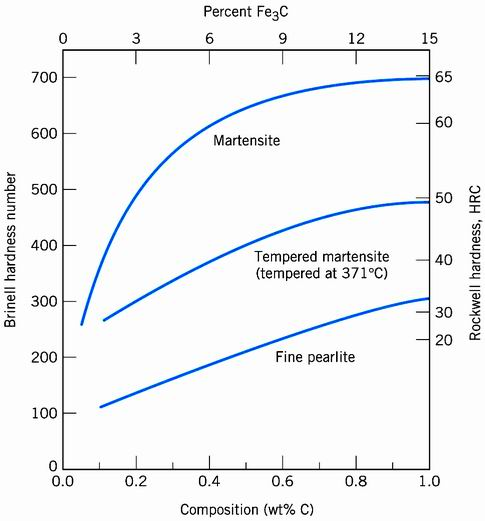 Percent Fe3C
0 3 6 9 12 15
Brinell hardness number
700
600
500
400
300
200
100
0
Martensite
Tempered martensite
(tempered at 371°C)
Fine pearlite
65
60
50
40
30
20
Rockwell hardness, HRC
0.0 0.2 0.4 0.6 0.8 1.0
Composition (wt% C)